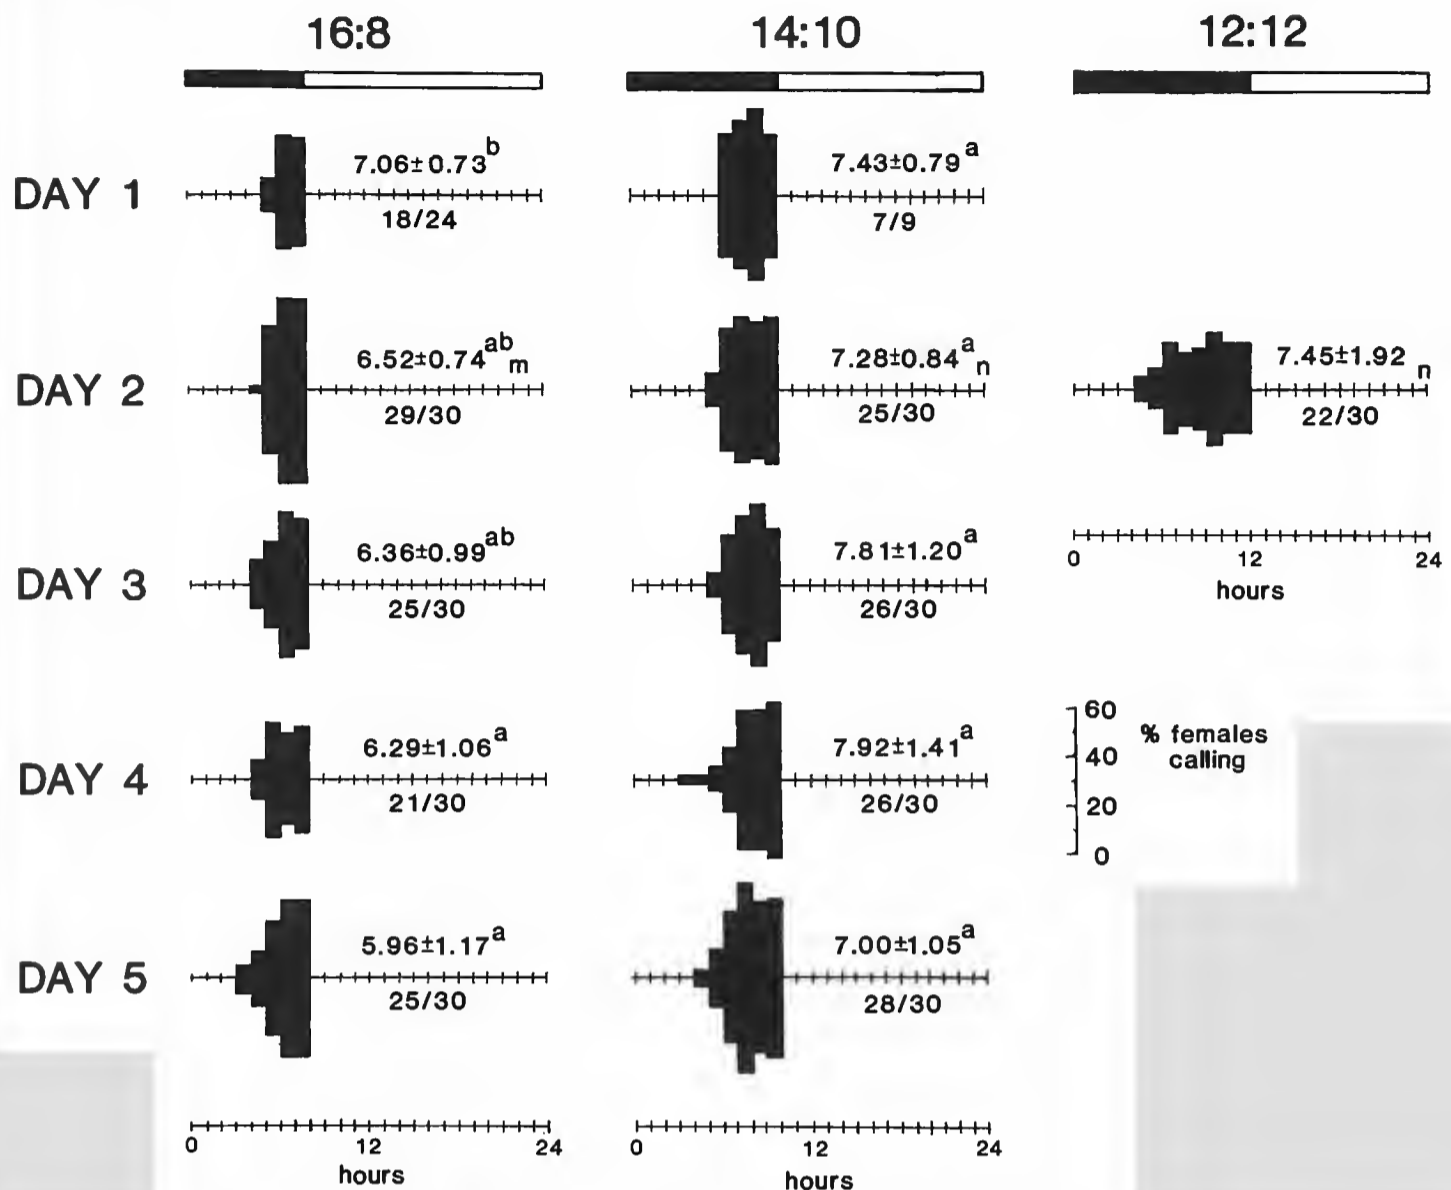 16:8 14:10 12:12
DAY 1 7.06±0.73b 7.43±0.79a
18/24 7/9
DAY 2 6.52±0.74ab m 7.28±0.84a n 7.45±1.92 n
29/30 25/30 22/30
DAY 3 6.36±0.99ab 7.81±1.20a
25/30 26/30
0 12 24
hours
DAY 4 6.29±1.06a 7.92±1.41a
21/30 26/30
60
40
20
0
% females
calling
DAY 5 5.96±1.17a 7.00±1.05a
25/30 28/30
0 12 24 0 12 24
hours hours